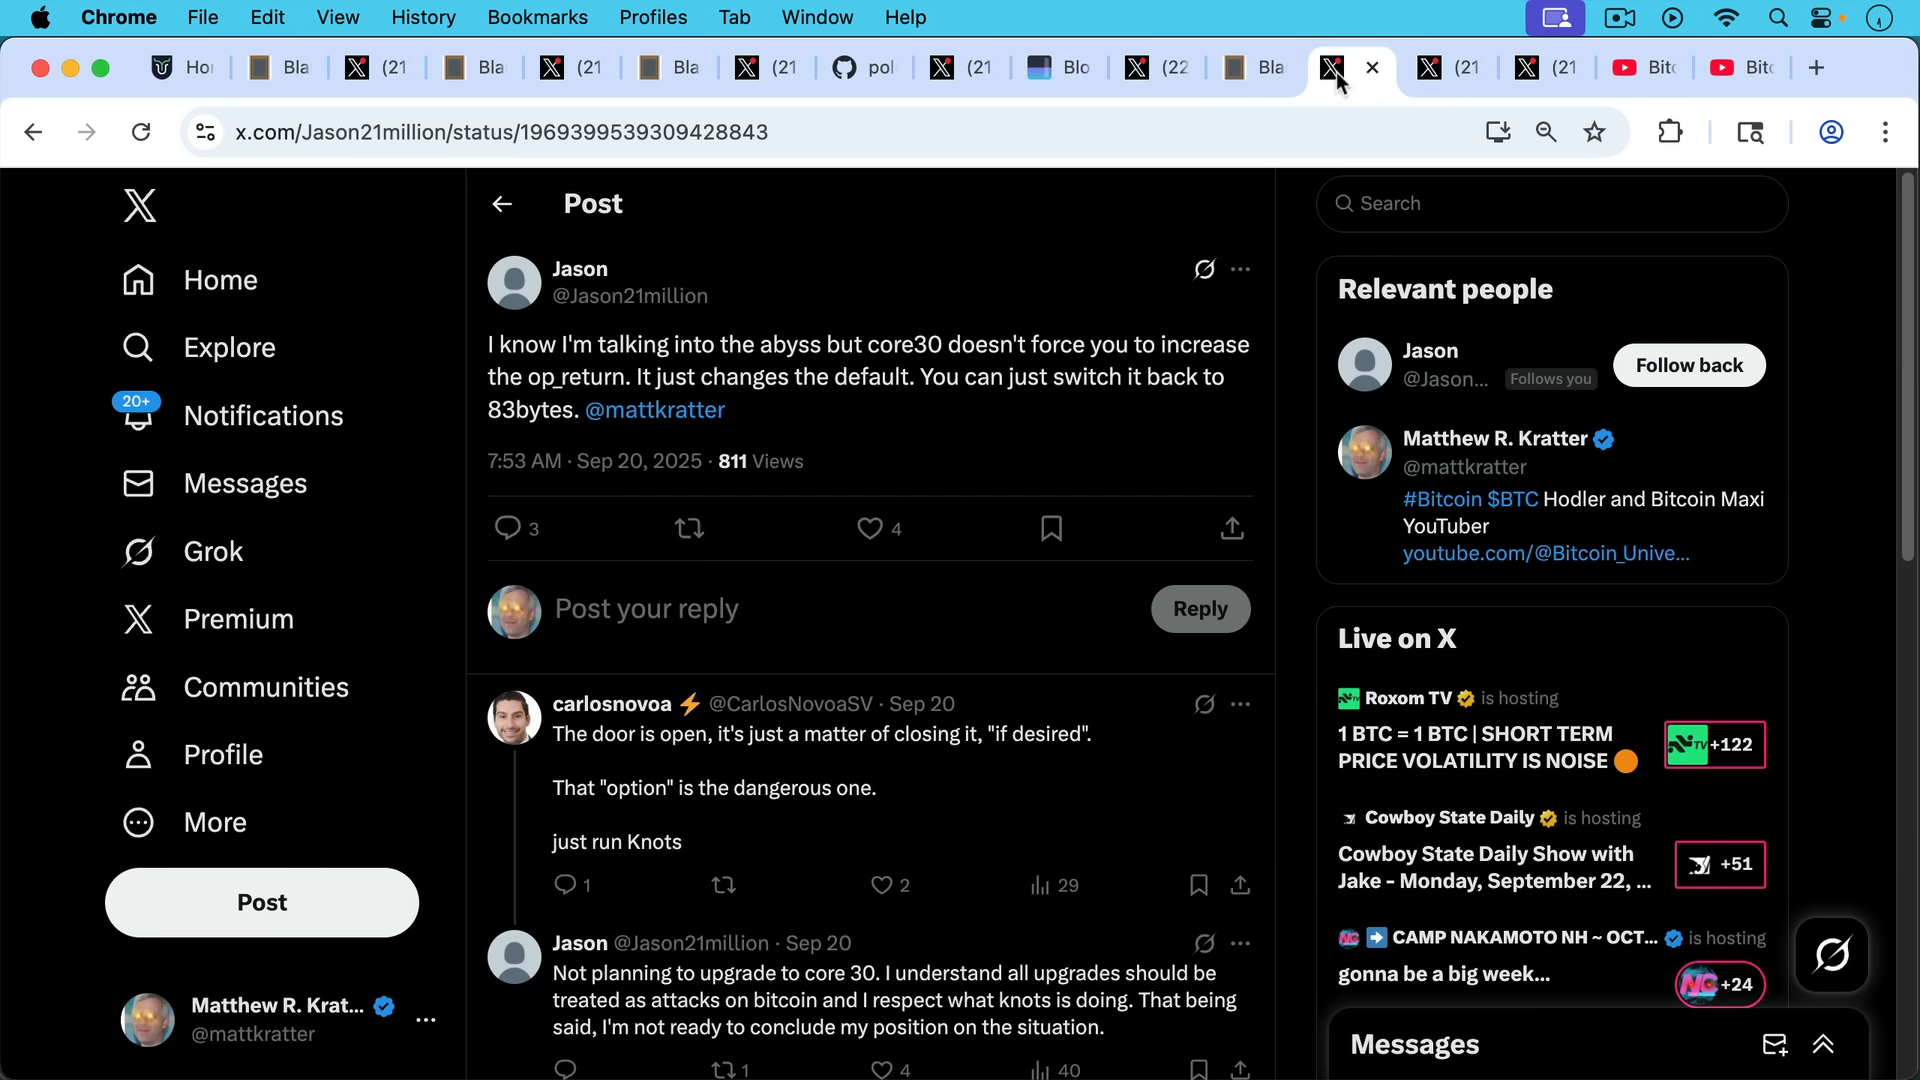 Chrome File Edit View History Bookmarks Profiles Tab Window Help
Hor Bla (21 Bla (21 Bla (21 pol (21 Blo (22 Bla (21 (21 Bitc Bitc
x.com/Jason21million/status/1969399539309428843
Post
Search
Jason
@Jason21million
I know I'm talking into the abyss but core30 doesn't force you to increase
the op_return. It just changes the default. You can just switch it back to
83bytes. @mattkratter
7:53 AM · Sep 20, 2025 · 811 Views
3 4
Post your reply
Reply
carlosnovoa ⚡ @CarlosNovoaSV · Sep 20
The door is open, it's just a matter of closing it, "if desired".
That "option" is the dangerous one.
just run Knots
1 2 29
Jason @Jason21million · Sep 20
Not planning to upgrade to core 30. I understand all upgrades should be
treated as attacks on bitcoin and I respect what knots is doing. That being
said, I'm not ready to conclude my position on the situation.
1 4 40
Home
Explore
20+
Notifications
Messages
Grok
Premium
Communities
Profile
More
Post
Matthew R. Krat...
@mattkratter
Relevant people
Jason
@Jason... Follows you
Follow back
Matthew R. Kratter
@mattkratter
#Bitcoin $BTC Hodler and Bitcoin Maxi
YouTuber
youtube.com/@Bitcoin_Unive...
Live on X
Roxom TV is hosting
1 BTC = 1 BTC | SHORT TERM
PRICE VOLATILITY IS NOISE 🟠
TV +122
Cowboy State Daily is hosting
Cowboy State Daily Show with
Jake - Monday, September 22, ...
+51
➡️ CAMP NAKAMOTO NH ~ OCT... is hosting
gonna be a big week...
NG +24
Messages